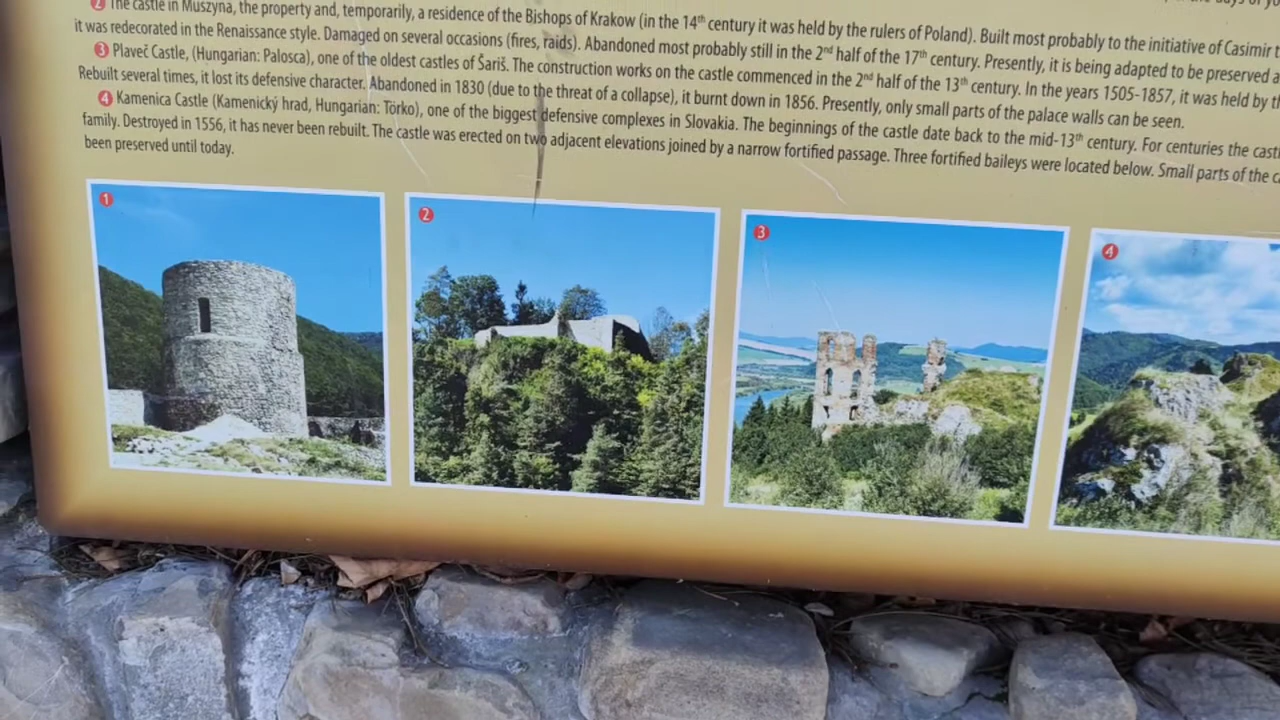 2 The castle in Muszyna, the property and, temporarily, a residence of the Bishops of Krakow (in the 14th century it was held by the rulers of Poland). Built most probably to the initiative of Casimir
it was redecorated in the Renaissance style. Damaged on several occasions (fires, raids). Abandoned most probably still in the 2nd half of the 17th century. Presently, it is being adapted to be preserved
3 Plaveč Castle, (Hungarian: Palosca), one of the oldest castles of Šariš. The construction works on the castle commenced in the 2nd half of the 13th century. In the years 1505-1857, it was held by
Rebuilt several times, it lost its defensive character. Abandoned in 1830 (due to the threat of a collapse), it burnt down in 1856. Presently, only small parts of the palace walls can be seen.
4 Kamenica Castle (Kamenický hrad, Hungarian: Törko), one of the biggest defensive complexes in Slovakia. The beginnings of the castle date back to the mid-13th century. For centuries the
family. Destroyed in 1556, it has never been rebuilt. The castle was erected on two adjacent elevations joined by a narrow fortified passage. Three fortified baileys were located below. Small parts of the
been preserved until today.
1
2
3
4